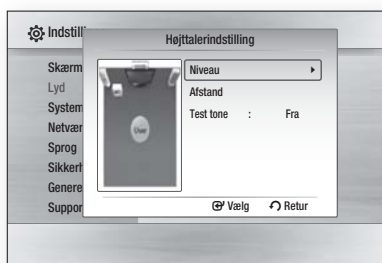 Indstill
Højttalerindstilling
Skærm
Lyd
System
Netvær
Sprog
Sikkerh
Genere
Suppor
Niveau
Afstand
Test tone : Fra
User
Vælg Retur